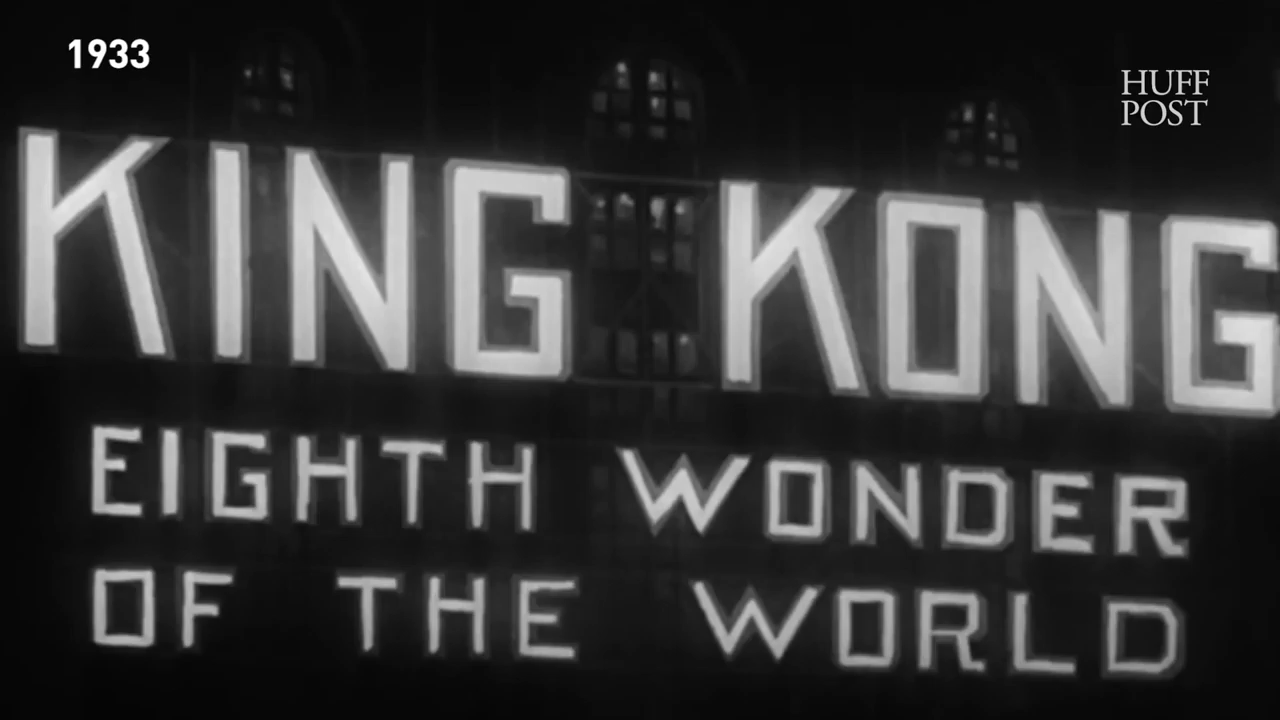 1933
HUFF
POST
KING KONG
EIGHTH WONDER
OF THE WORLD